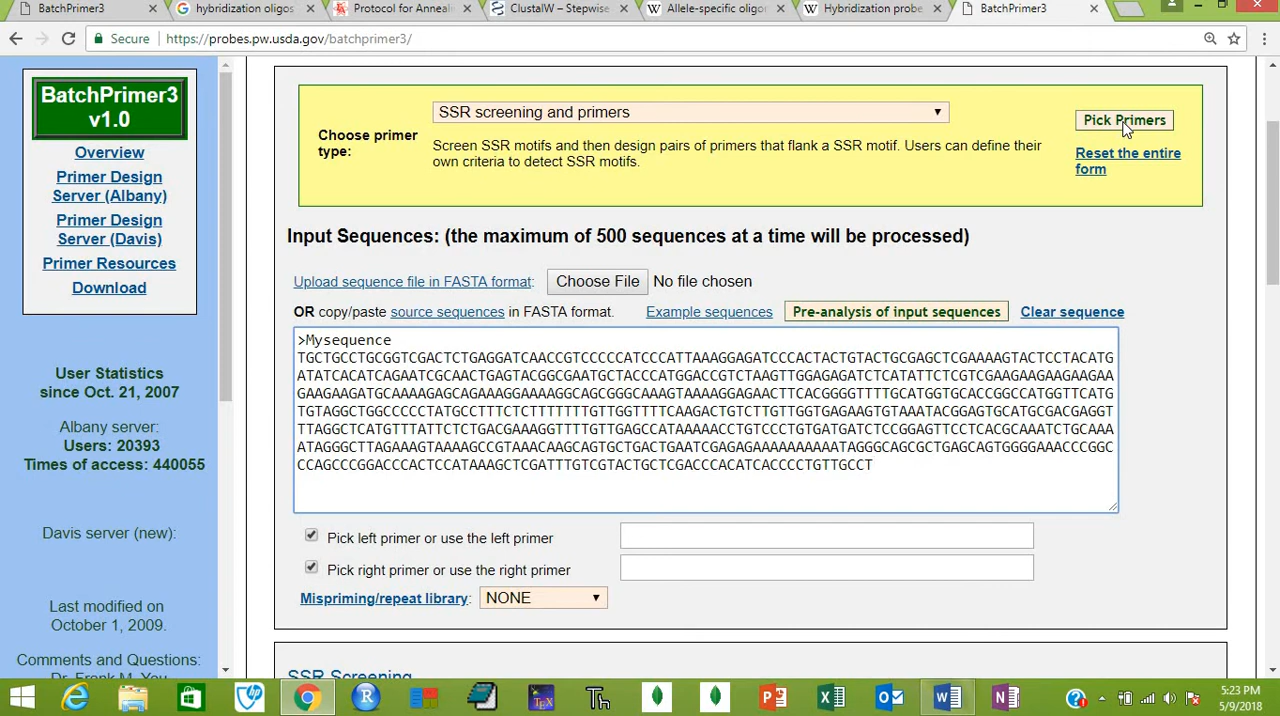 BatchPrimer3
hybridization oligos
Protocol for Anneali
ClustalW – Stepwise
Allele-specific oligon
Hybridization probe
BatchPrimer3
Secure
https://probes.pw.usda.gov/batchprimer3/
BatchPrimer3
v1.0
Overview
Primer Design
Server (Albany)
Primer Design
Server (Davis)
Primer Resources
Download
User Statistics
since Oct. 21, 2007
Albany server:
Users: 20393
Times of access: 440055
Davis server (new):
Last modified on
October 1, 2009.
Comments and Questions:
Dr. Frank M. You
Choose primer
type:
SSR screening and primers
Screen SSR motifs and then design pairs of primers that flank a SSR motif. Users can define their
own criteria to detect SSR motifs.
Pick Primers
Reset the entire
form
Input Sequences: (the maximum of 500 sequences at a time will be processed)
Upload sequence file in FASTA format:
Choose File
No file chosen
OR copy/paste source sequences in FASTA format.
Example sequences
Pre-analysis of input sequences
Clear sequence
>Mysequence
TGCTGCCTGCGGTCGACTCTGAGGATCAACCGTCCCCCATCCCATTAAAGGAGATCCCACTACTGTACTGCGAGCTCGAAAAGTACTCCTACATG
ATATCACATCAGAATCGCAACTGAGTACGGCGAATGCTACCCATGGACCGTCTAAGTTGGAGAGATCTCATATTCTCGTCGAAGAAGAAGAAGAA
GAAGAAGATGCAAAAGAGCAGAAAGGAAAAGGCAGCGGGCAAAGTAAAAGGAGAACTTCACGGGGTTTTGCATGGTGCACCGGCCATGGTTCATG
TGTAGGCTGGCCCCCTATGCCTTTCTCTTTTTTTGTTGGTTTTCAAGACTGTCTTGTTGGTGAGAAGTGTAAATACGGAGTGCATGCGACGAGGT
TTAGGCTCATGTTTATTCTCTGACGAAAGGTTTTGTTGAGCCATAAAAACCTGTCCCTGTGATGATCTCCGGAGTTCCTCACGCAAATCTGCAAA
ATAGGGCTTAGAAAGTAAAAGCCGTAAACAAGCAGTGCTGACTGAATCGAGAGAAAAAAAAAATAGGGCAGCGCTGAGCAGTGGGGAAACCCGGC
CCAGCCCGGACCCACTCCATAAAGCTCGATTTGTCGTACTGCTCGACCCACATCACCCCTGTTGCCT
Pick left primer or use the left primer
Pick right primer or use the right primer
Mispriming/repeat library:
NONE
SSR Screening
5:23 PM
5/9/2018